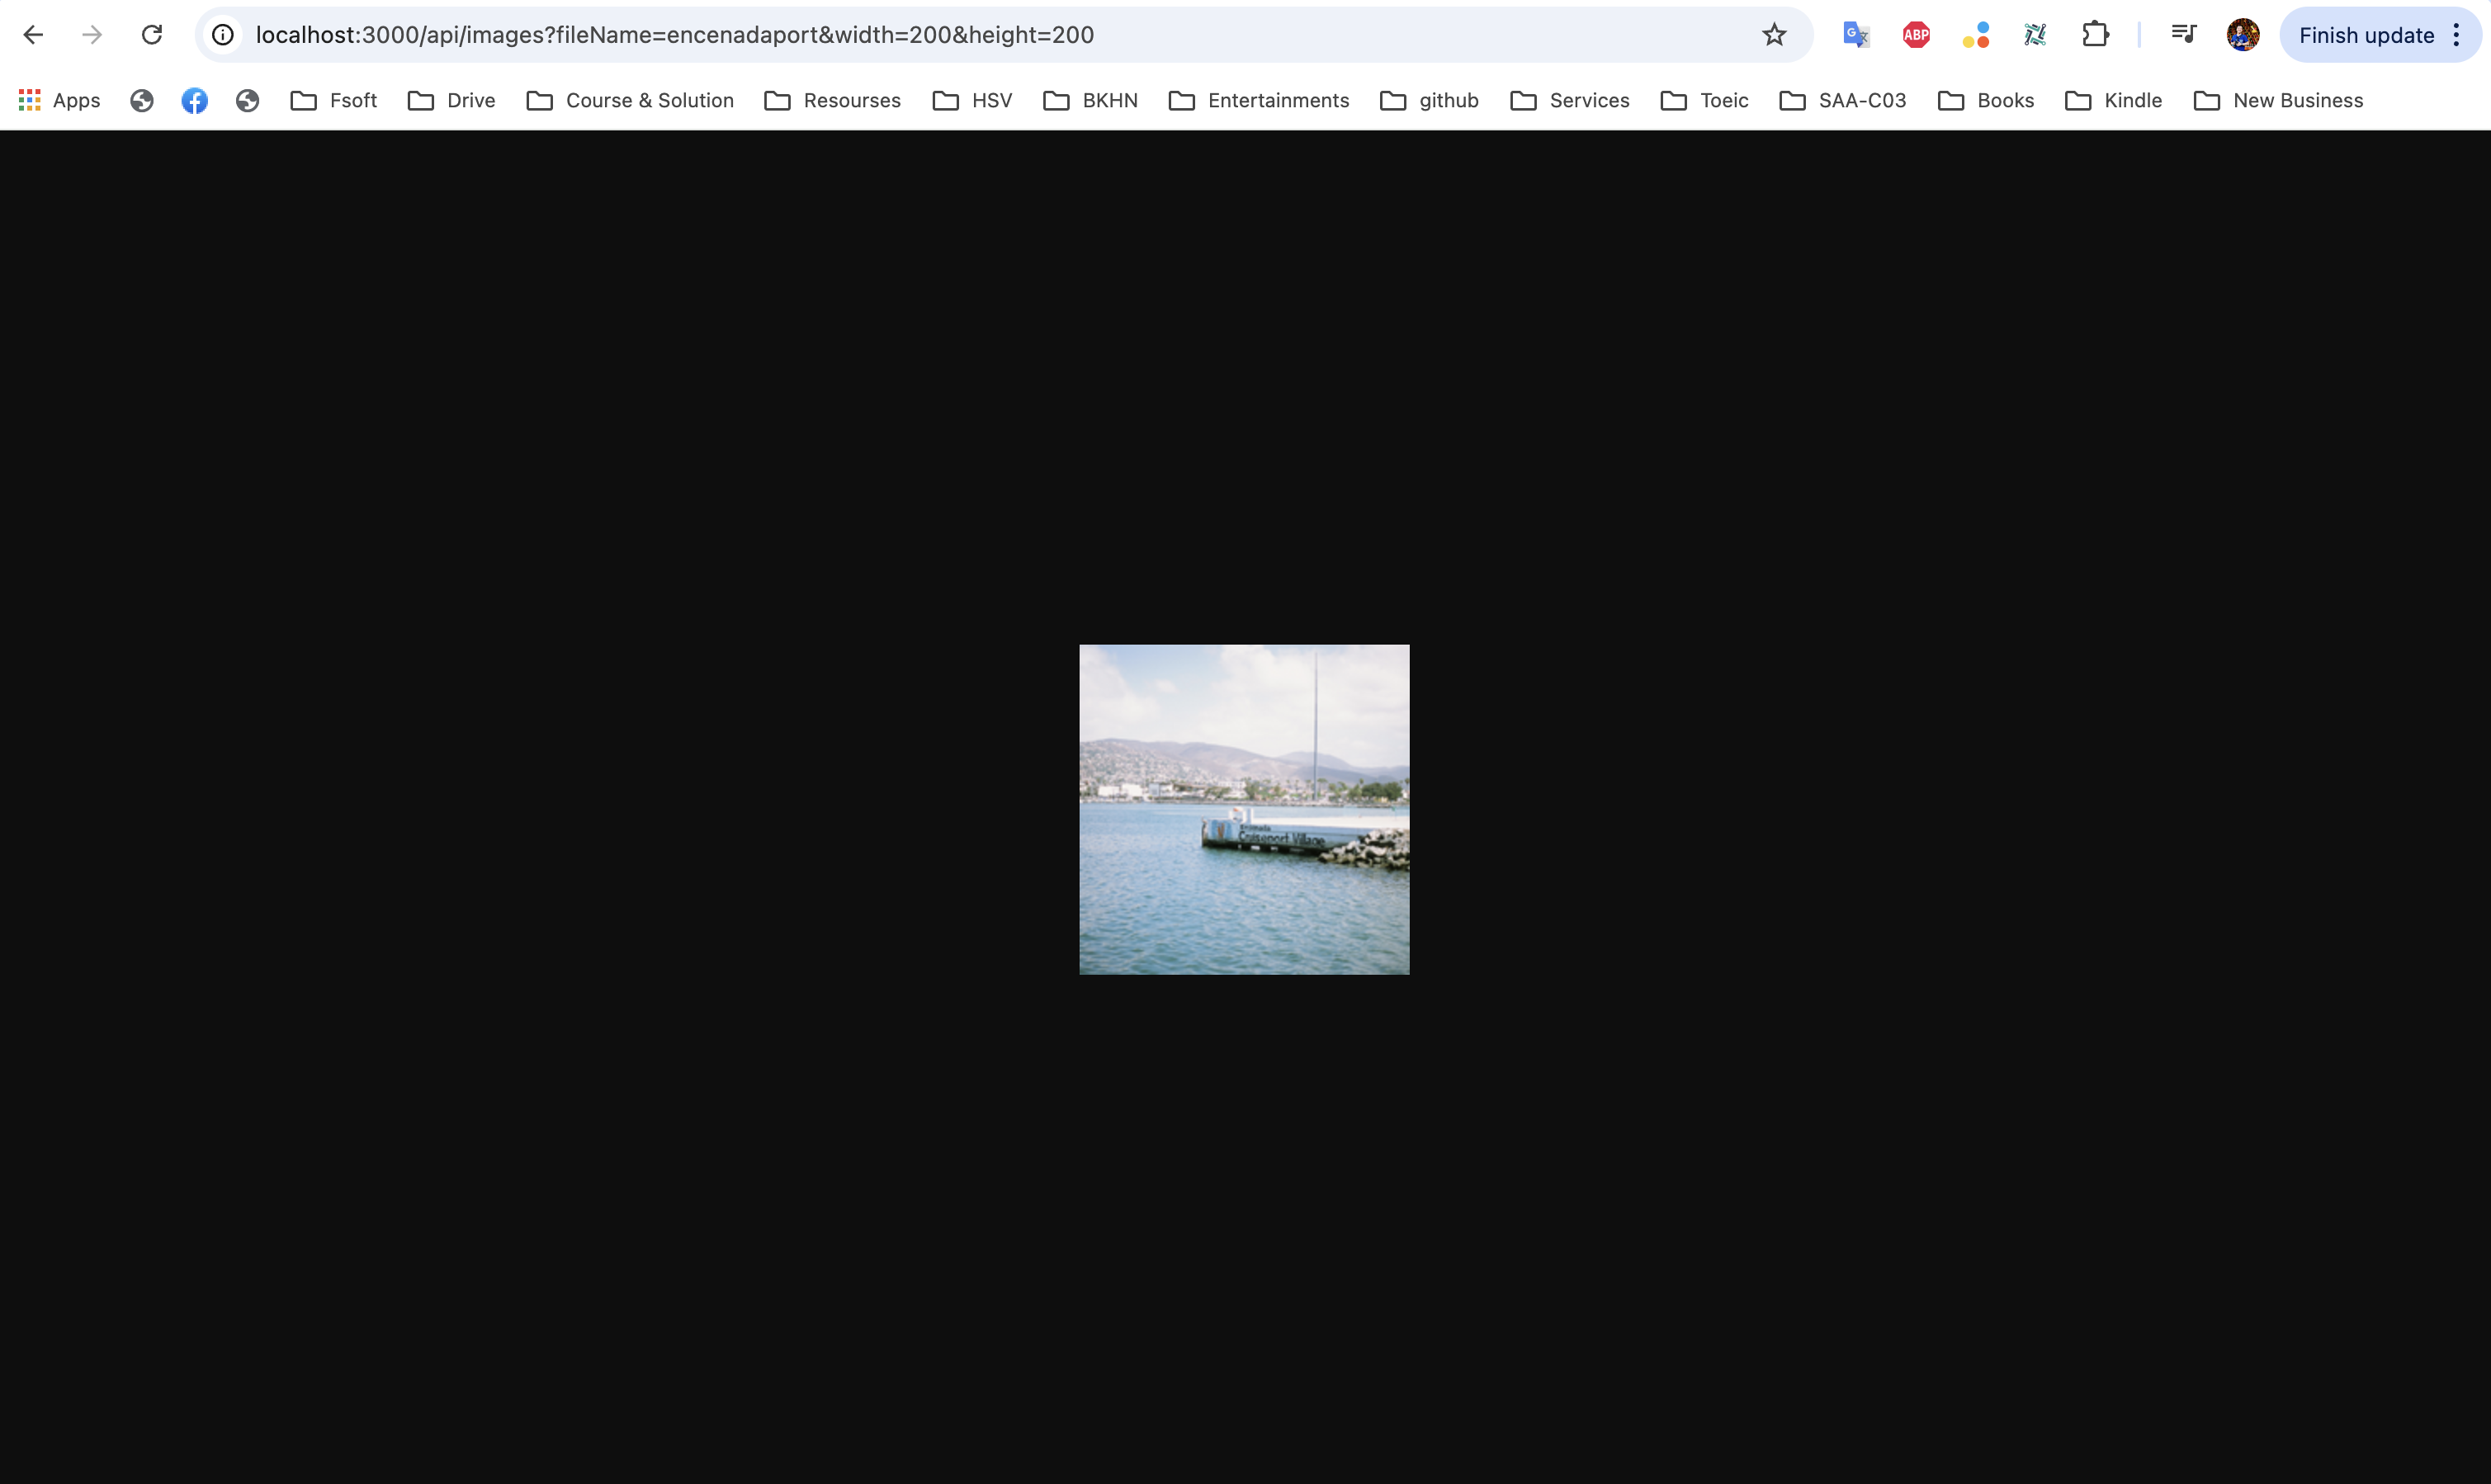 localhost:3000/api/images?fileName=encenadaport&width=200&height=200
ABP
Finish update
Apps
Fsoft
Drive
Course & Solution
Resourses
HSV
BKHN
Entertainments
github
Services
Toeic
SAA-C03
Books
Kindle
New Business
Cruiseport Village